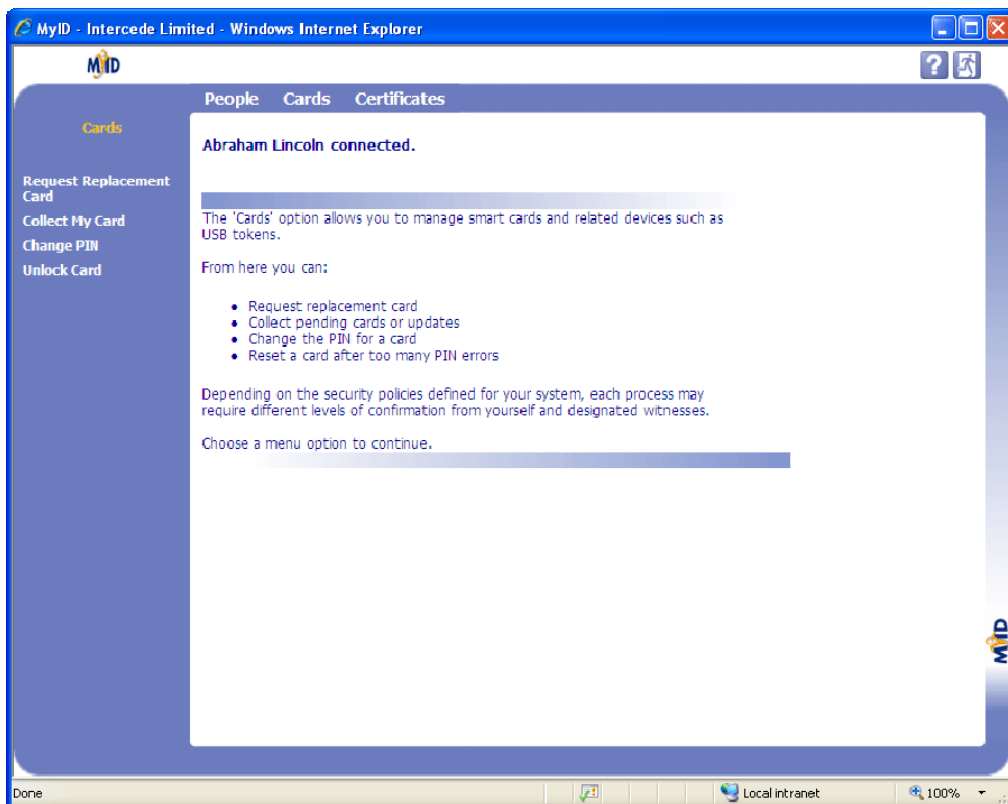 MyID - Intercede Limited - Windows Internet Explorer
MyID
?
People Cards Certificates
Cards
Request Replacement
Card
Collect My Card
Change PIN
Unlock Card
Abraham Lincoln connected.
The 'Cards' option allows you to manage smart cards and related devices such as
USB tokens.
From here you can:
• Request replacement card
• Collect pending cards or updates
• Change the PIN for a card
• Reset a card after too many PIN errors
Depending on the security policies defined for your system, each process may
require different levels of confirmation from yourself and designated witnesses.
Choose a menu option to continue.
MyID
Done
Local intranet
100%